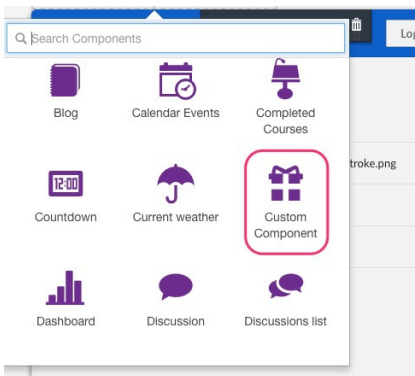 Search Components
Log
Blog
Calendar Events
Completed
Courses
troke.png
12:00
Countdown
Current weather
Custom
Component
Dashboard
Discussion
Discussions list